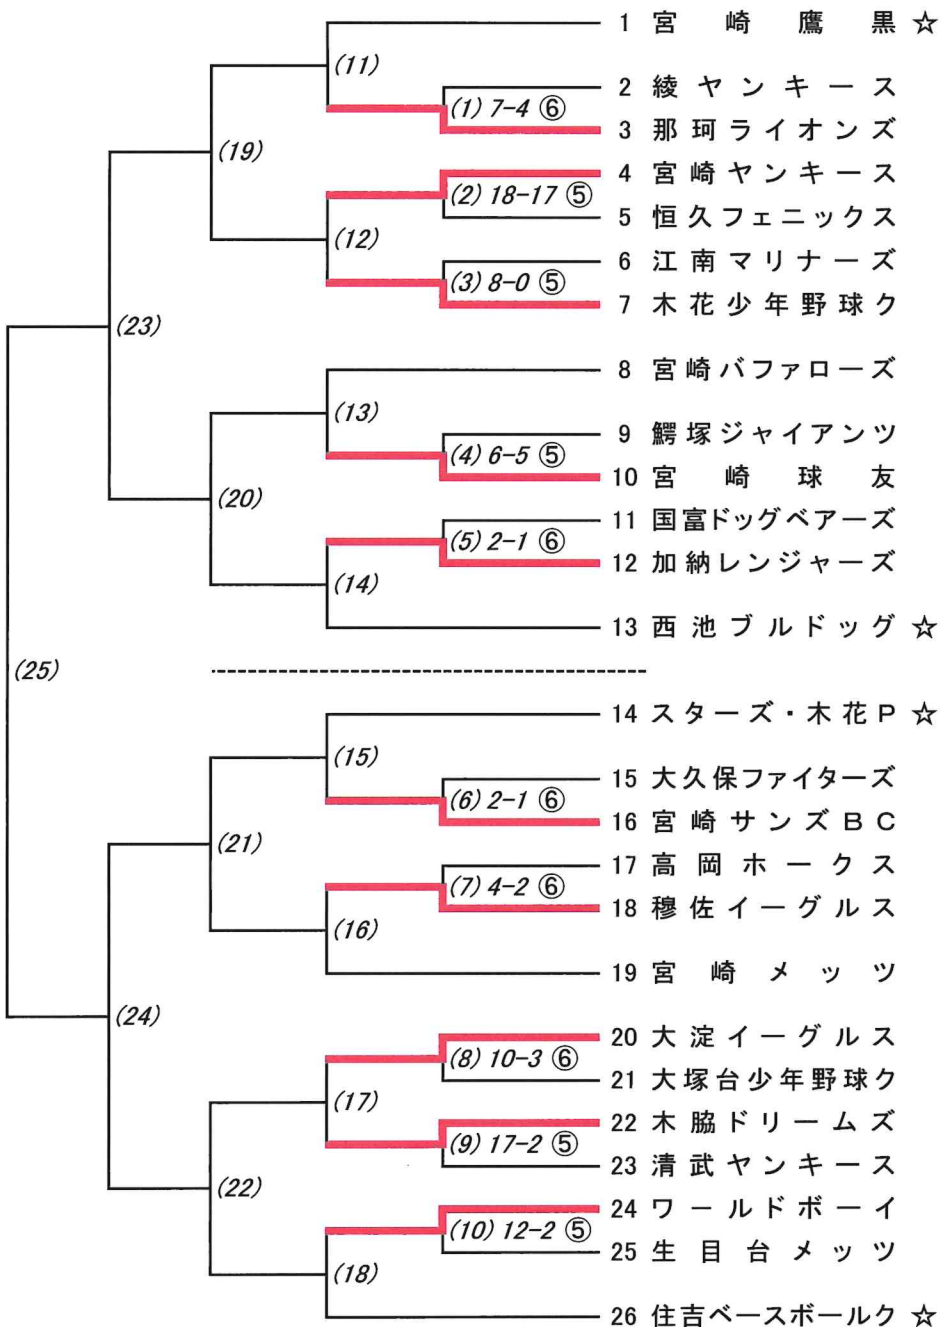 1 宮崎鷹黒 ☆
(11)
2 綾ヤンキース
(1) 7-4 ⑥
3 那珂ライオンズ
(19)
4 宮崎ヤンキース
(2) 18-17 ⑤
5 恒久フェニックス
(12)
6 江南マリナーズ
(3) 8-0 ⑤
7 木花少年野球ク
(23)
8 宮崎バファローズ
(13)
9 鰐塚ジャイアンツ
(4) 6-5 ⑤
10 宮崎球友
(20)
11 国富ドッグベアーズ
(5) 2-1 ⑥
12 加納レンジャーズ
(14)
13 西池ブルドッグ ☆
(25)
14 スターズ・木花P ☆
(15)
15 大久保ファイターズ
(6) 2-1 ⑥
16 宮崎サンズBC
(21)
17 高岡ホークス
(7) 4-2 ⑥
18 穆佐イーグルス
(16)
19 宮崎メッツ
(24)
20 大淀イーグルス
(8) 10-3 ⑥
21 大塚台少年野球ク
(17)
22 木脇ドリームズ
(9) 17-2 ⑤
23 清武ヤンキース
(22)
24 ワールドボーイ
(10) 12-2 ⑤
25 生目台メッツ
(18)
26 住吉ベースボールク ☆